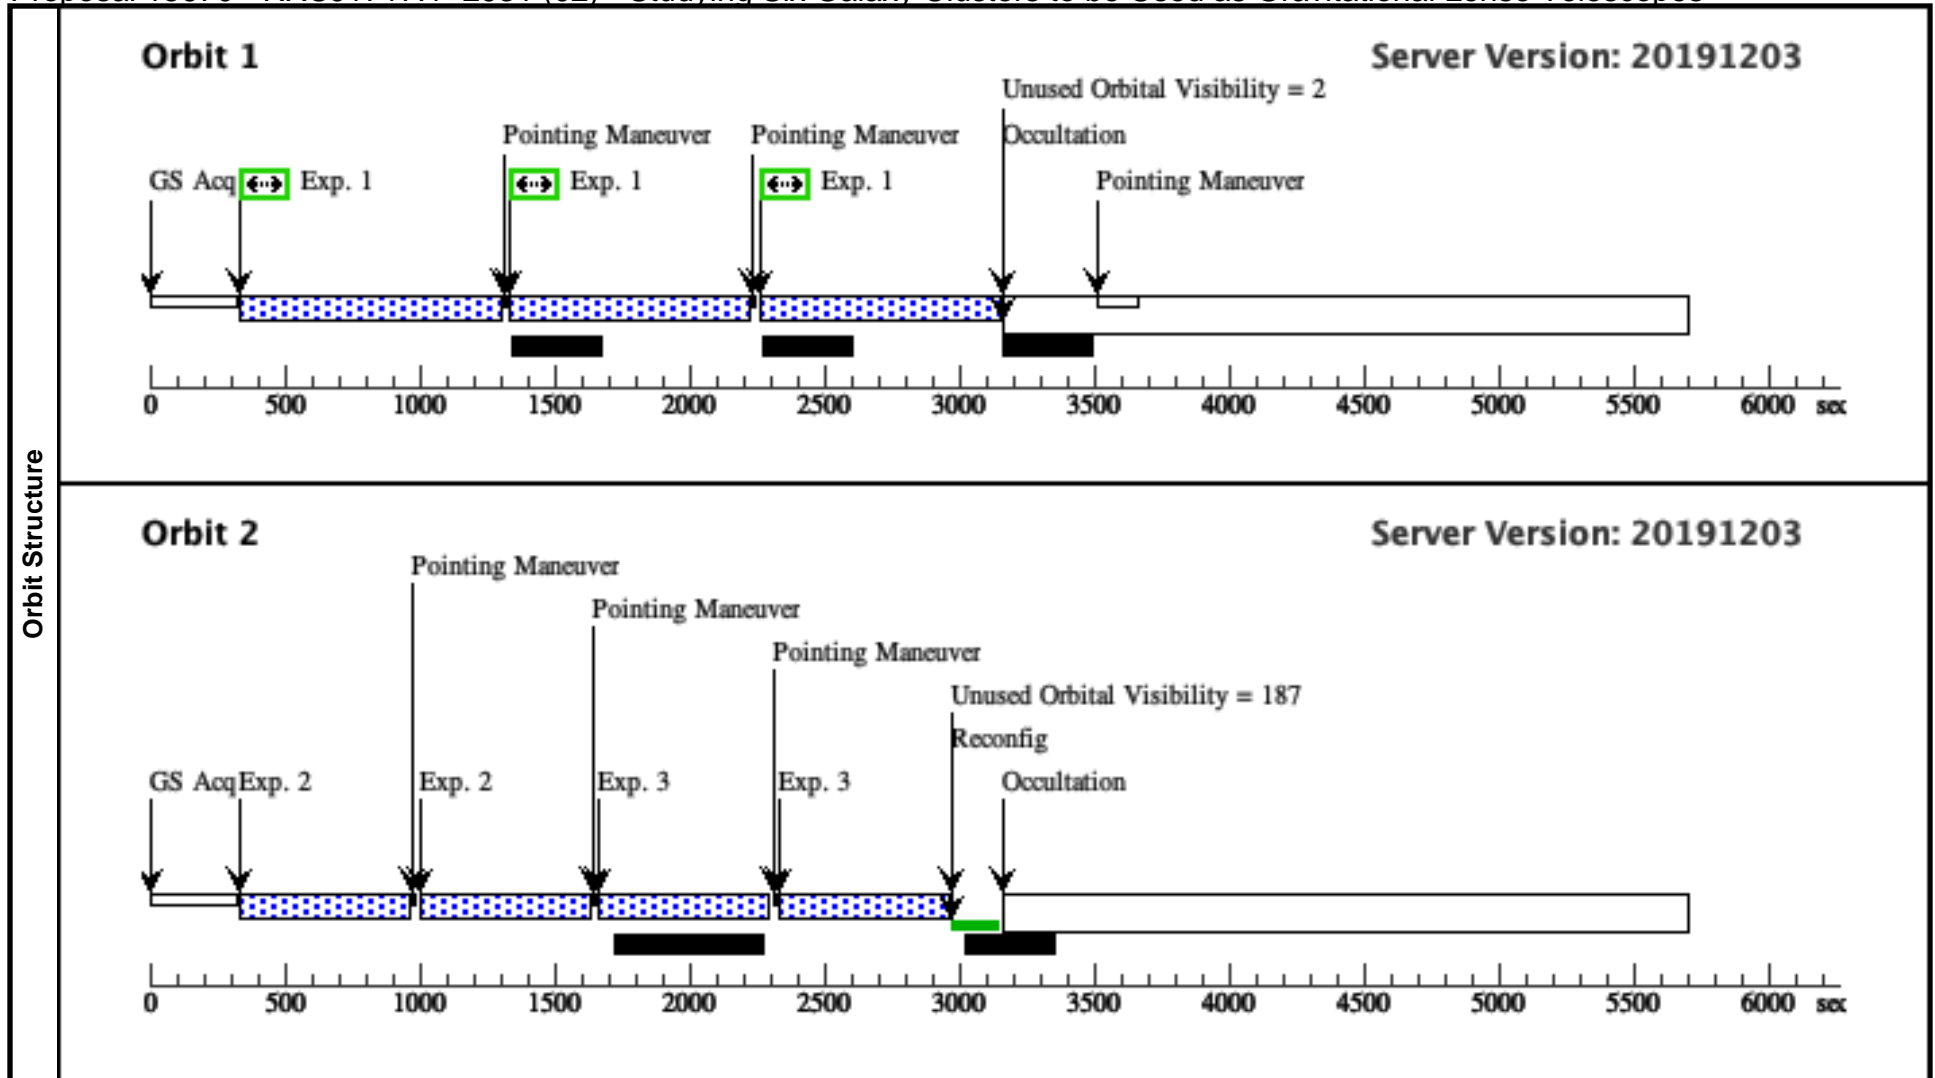 Orbit Structure
Orbit 1
Server Version: 20191203
Unused Orbital Visibility = 2
Pointing Maneuver Pointing Maneuver Occultation
GS Acq Exp. 1 Exp. 1 Exp. 1 Pointing Maneuver
0 500 1000 1500 2000 2500 3000 3500 4000 4500 5000 5500 6000 sec
Orbit 2
Server Version: 20191203
Pointing Maneuver
Pointing Maneuver
Pointing Maneuver
Unused Orbital Visibility = 187
Reconfig
GS Acq Exp. 2 Exp. 2 Exp. 3 Exp. 3 Occultation
0 500 1000 1500 2000 2500 3000 3500 4000 4500 5000 5500 6000 sec